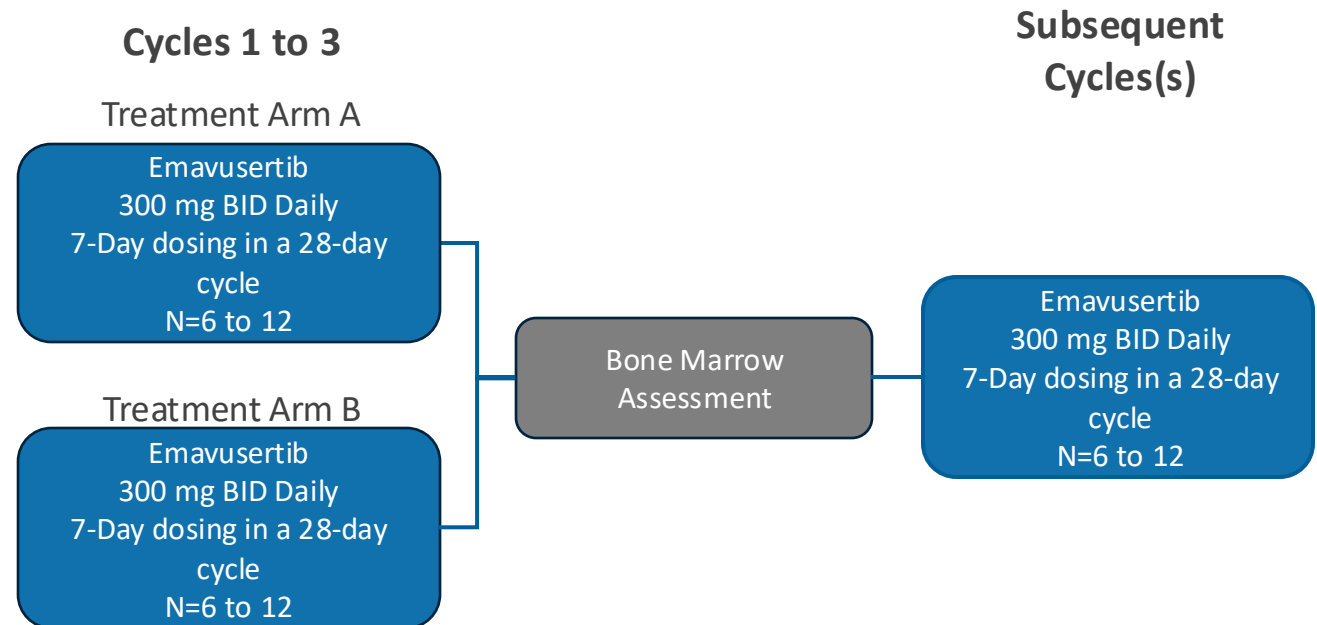 Cycles 1 to 3
Subsequent
Cycles(s)
Treatment Arm A
Emavusertib
300 mg BID Daily
7-Day dosing in a 28-day
cycle
N=6 to 12
Treatment Arm B
Emavusertib
300 mg BID Daily
7-Day dosing in a 28-day
cycle
N=6 to 12
Bone Marrow
Assessment
Emavusertib
300 mg BID Daily
7-Day dosing in a 28-day
cycle
N=6 to 12